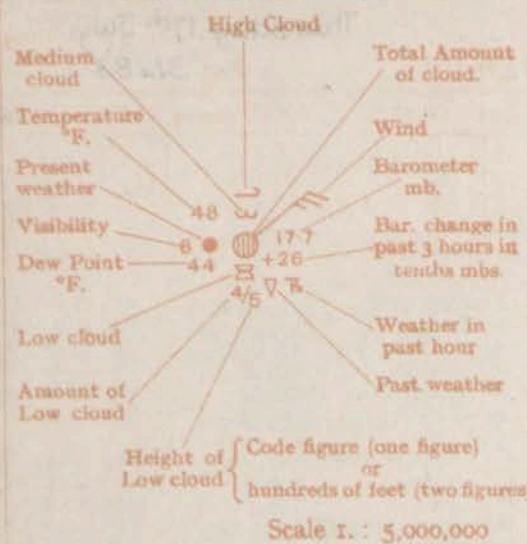 High Cloud
Medium
cloud
Total Amount
of cloud.
Temperature
°F.
Wind
Present
weather
Barometer
mb.
48
Visibility
6
17.7
Bar. change in
past 3 hours in
tenths mbs.
Dew Point
°F.
44
+26
4/5
Low cloud
Weather in
past hour
Amount of
Low cloud
Past weather
Height of
Low cloud
Code figure (one figure)
or
hundreds of feet (two figures)
Scale 1. : 5,000,000